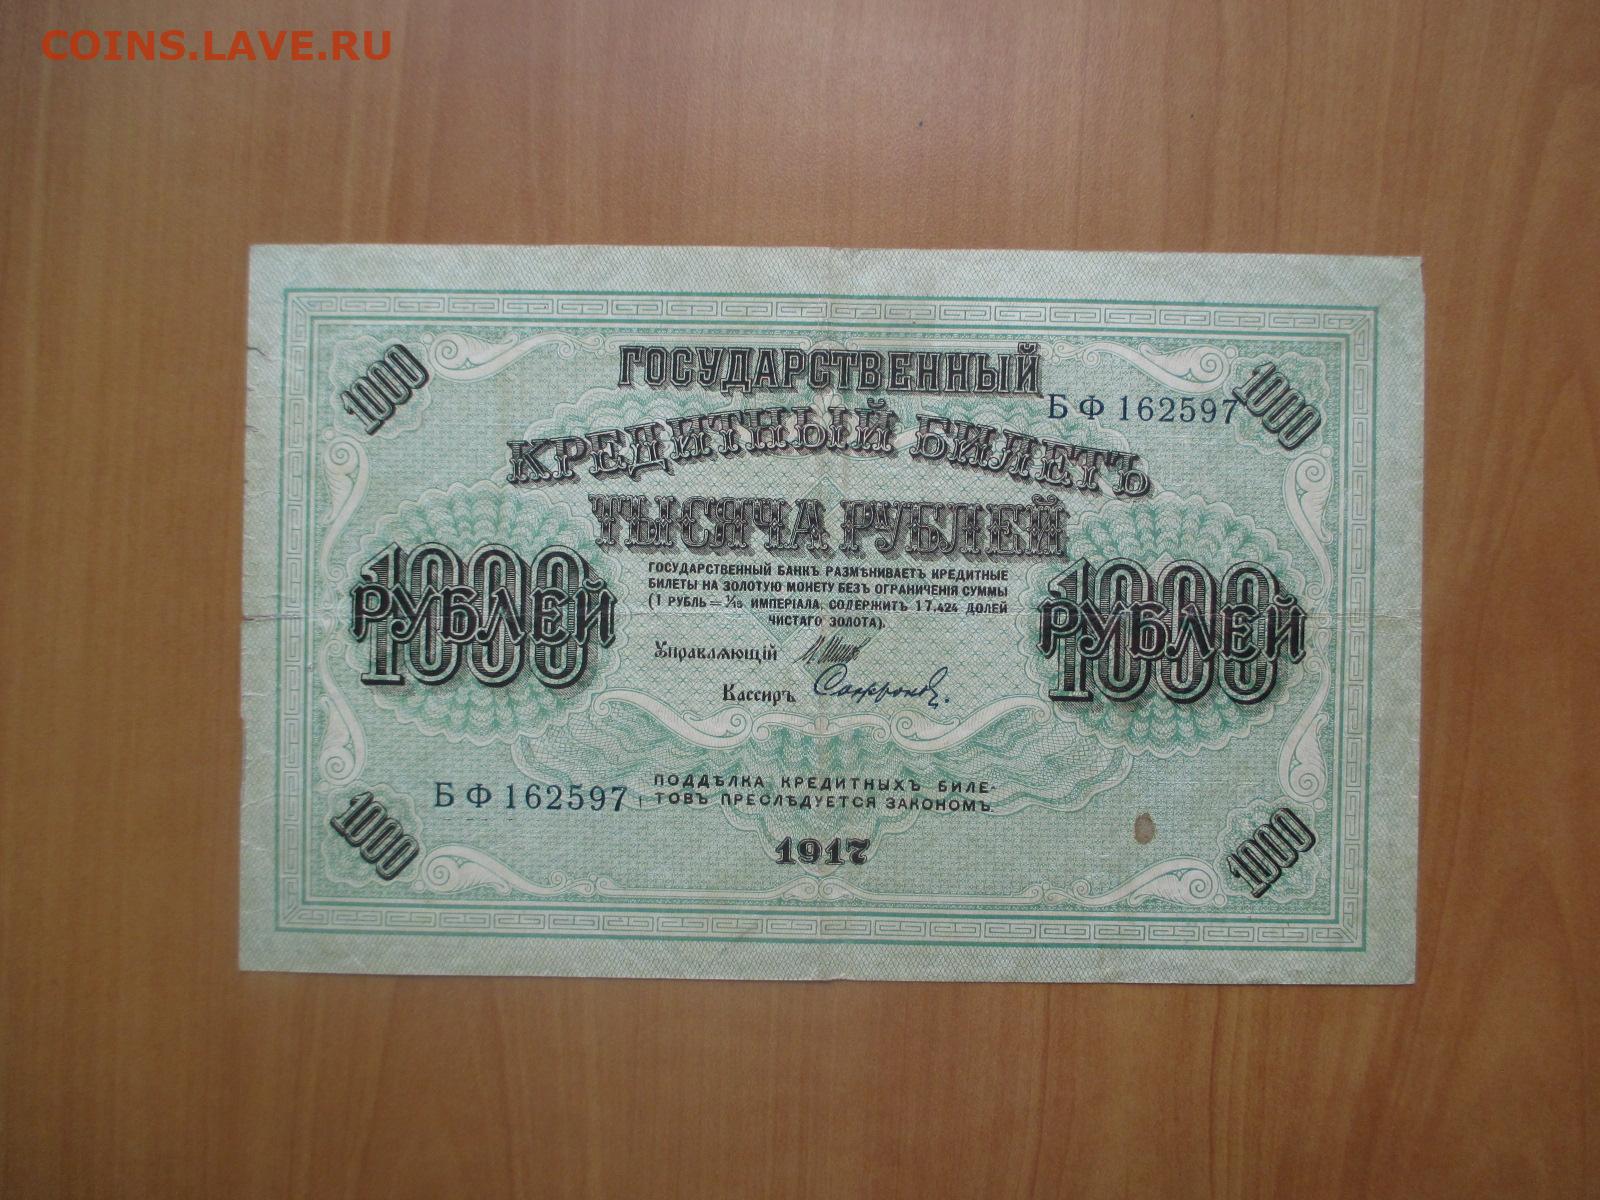 COINS.LAVE.RU
1000
ГОСУДАРСТВЕННЫЙ
БФ 162597
1000
КРЕДИТНЫЙ БИЛЕТЪ
ТЫСЯЧА РУБЛЕЙ
1000
РУБЛЕЙ
ГОСУДАРСТВЕННЫЙ БАНКЪ РАЗМѢНИВАЕТЪ КРЕДИТНЫЕ
БИЛЕТЫ НА ЗОЛОТУЮ МОНЕТУ БЕЗЪ ОГРАНИЧЕНІЯ СУММЫ
(1 РУБЛЬ = 1/15 ИМПЕРІАЛА, СОДЕРЖИТЪ 17,424 ДОЛЕЙ
ЧИСТАГО ЗОЛОТА).
1000
РУБЛЕЙ
Управляющій
Кассиръ Сафронов
БФ 162597
ПОДДѢЛКА КРЕДИТНЫХЪ БИЛЕ-
ТОВЪ ПРЕСЛѢДУЕТСЯ ЗАКОНОМЪ.
1000
1917
1000